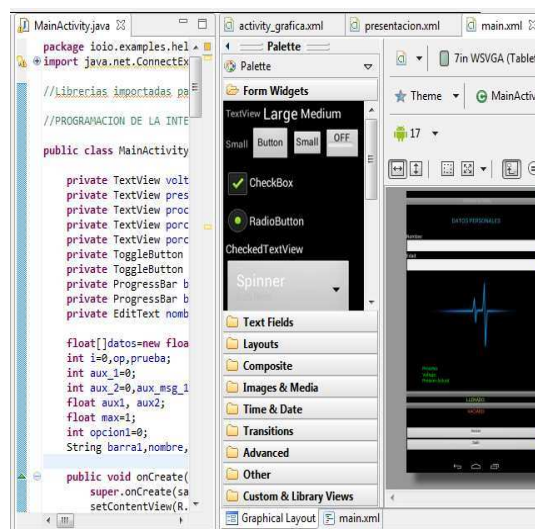 MainActivity.java
package ioio.examples.hel
import java.net.ConnectEx
//Librerias importadas pa
//PROGRAMACION DE LA INTE
public class MainActivity
private TextView volt
private TextView pres
private TextView proc
private TextView porc
private TextView porc
private ToggleButton
private ToggleButton
private ProgressBar b
private ProgressBar b
private EditText nomb
float[]datos=new floa
int i=0,op,prueba;
int aux_1=0;
int aux_2=0,aux_msg_1
float aux1, aux2;
float max=1;
int opcion1=0;
String barra1,nombre,
public void onCreate(
super.onCreate(sa
setContentView(R.
activity_grafica.xml
presentacion.xml
main.xml
Palette
Palette
Form Widgets
TextView Large Medium
Small Button Small OFF
CheckBox
RadioButton
CheckedTextView
Spinner
Text Fields
Layouts
Composite
Images & Media
Time & Date
Transitions
Advanced
Other
Custom & Library Views
Graphical Layout
main.xml
7in WSVGA (Tablet
Theme
MainActiv
17
DATOS PERSONALES
Nombre
Edad